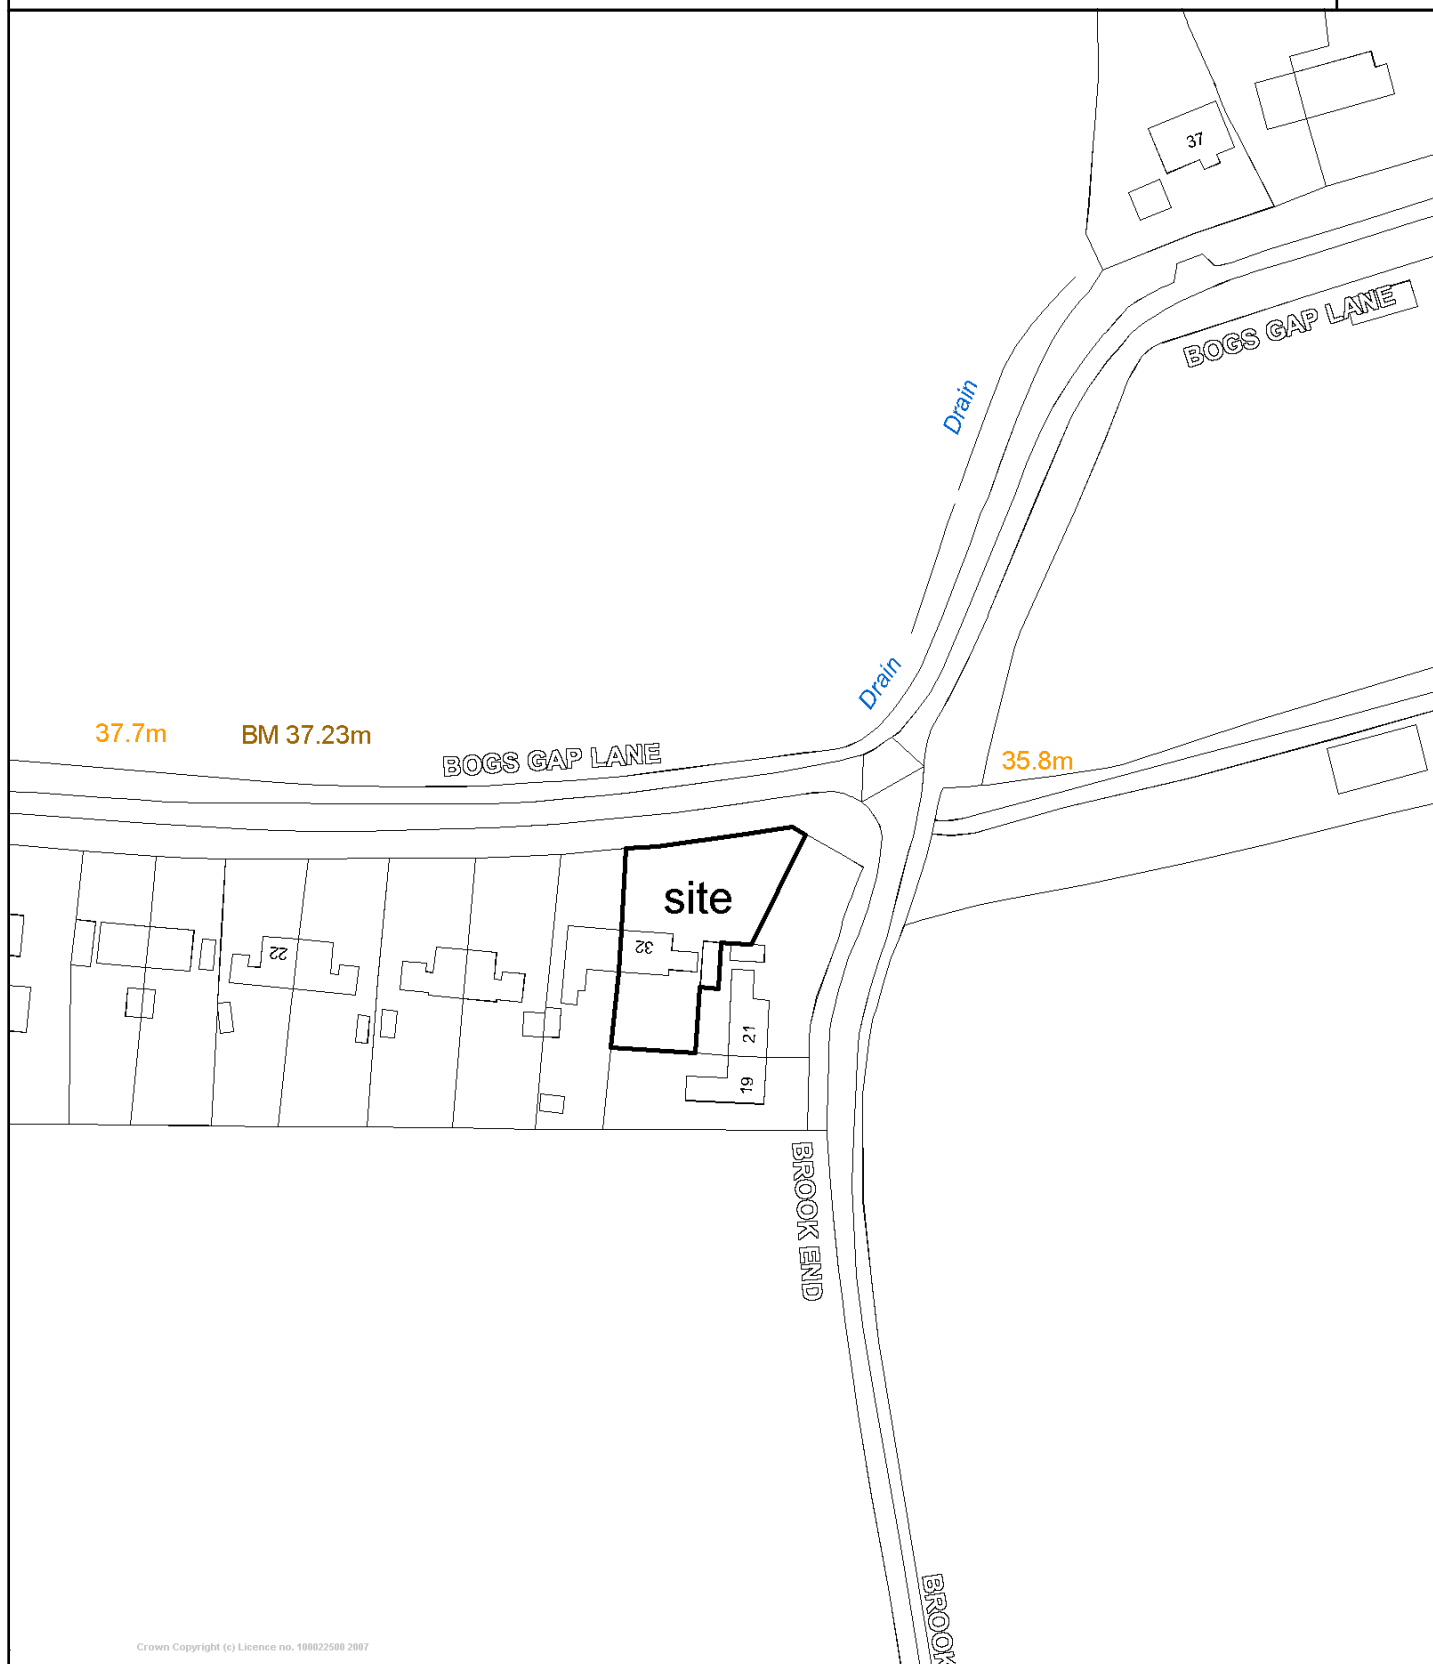 37
BOGS GAP LANE
Drain
Drain
37.7m
BM 37.23m
BOGS GAP LANE
35.8m
site
22
32
21
19
BROOK END
BROOK
Crown Copyright (c) Licence no. 100022500 2007